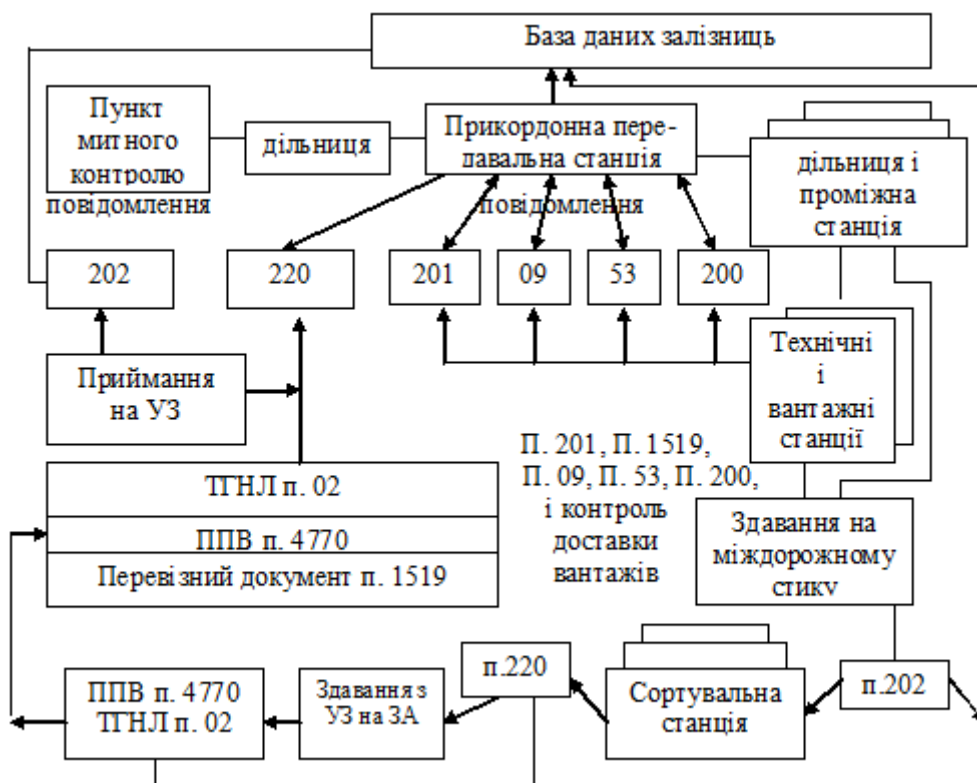 База даних залізниць
Пункт
митного
контролю
дільниця
Прикордонна пере-
давальна станція
дільниця і
проміжна
станція
повідомлення
повідомлення
202
220
201
09
53
200
Приймання
на УЗ
Технічні
і
вантажні
станції
П. 201, П. 1519,
П. 09, П. 53, П. 200,
і контроль
доставки
вантажів
ТГНЛ п. 02
ППВ п. 4770
Перевізний документ п. 1519
Здавання на
міждорожному
стику
ППВ п. 4770
ТГНЛ п. 02
Здавання з
УЗ на ЗА
п.220
Сортувальна
станція
п.202